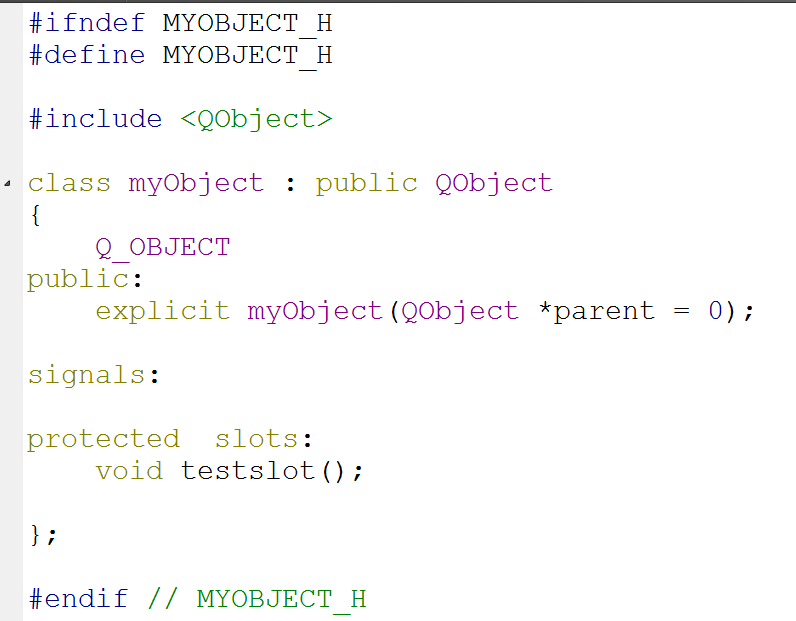 #ifndef MYOBJECT_H
#define MYOBJECT_H
#include <QObject>
class myObject : public QObject
{
Q_OBJECT
public:
explicit myObject(QObject *parent = 0);
signals:
protected  slots:
void testslot();
};
#endif // MYOBJECT_H